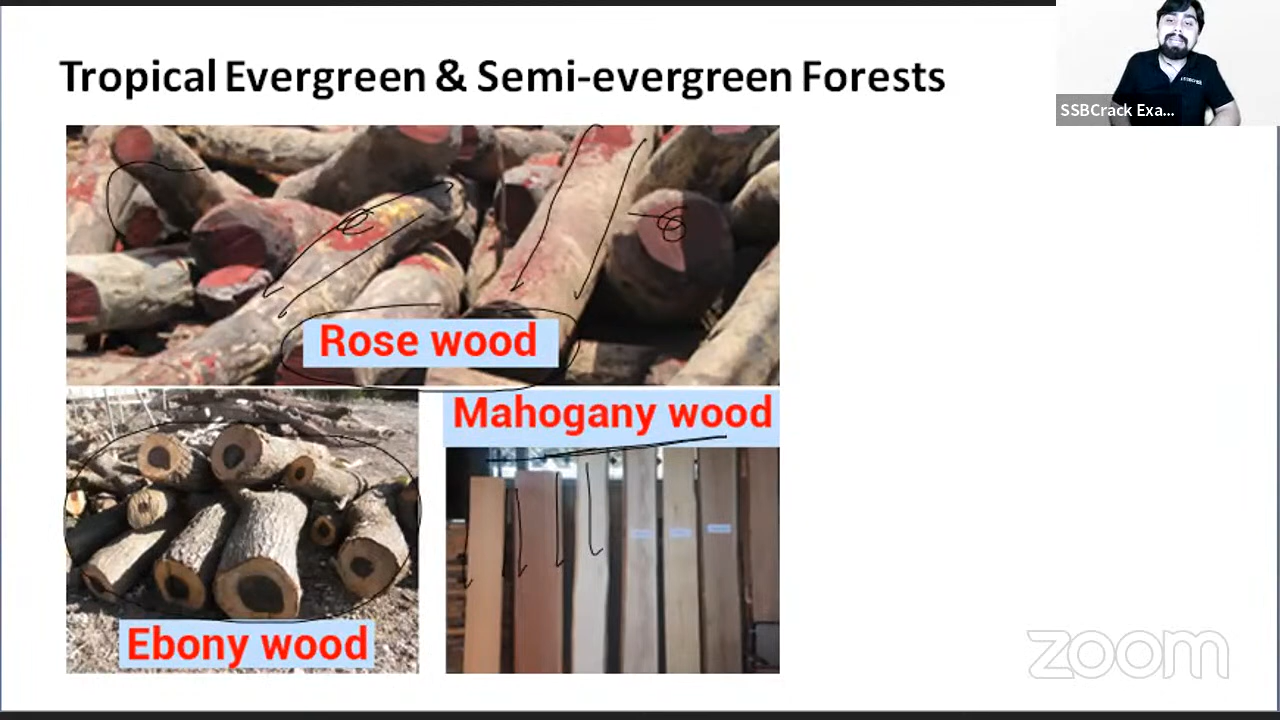 Tropical Evergreen & Semi-evergreen Forests
SSBCrack Exa...
Rose wood
Mahogany wood
Ebony wood
zoom